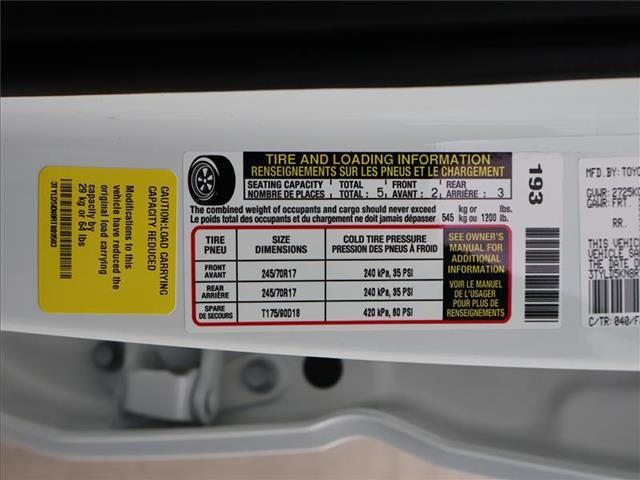 CAUTION:LOAD CARRYING
CAPACITY REDUCED
Modifications to this
vehicle have reduced the
original load carrying
capacity by
29 kg or 64 lbs
TIRE AND LOADING INFORMATION
RENSEIGNEMENTS SUR LES PNEUS ET LE CHARGEMENT
SEATING CAPACITY TOTAL FRONT REAR
NOMBRE DE PLACES TOTAL : 5 AVANT : 2 ARRIÈRE : 3
The combined weight of occupants and cargo should never exceed kg or lbs.
Le poids total des occupants et du chargement ne doit jamais dépasser 545 kg ou 1200 lb.
TIRE PNEU SIZE DIMENSIONS COLD TIRE PRESSURE PRESSION DES PNEUS À FROID
FRONT AVANT 245/70R17 240 kPa, 35 PSI
REAR ARRIÈRE 245/70R17 240 kPa, 35 PSI
SPARE DE SECOURS T175/90D18 420 kPa, 60 PSI
SEE OWNER'S
MANUAL FOR
ADDITIONAL
INFORMATION
VOIR LE MANUEL
DE L'USAGER
POUR PLUS DE
RENSEIGNEMENTS
193
MFD.BY:TOYO
GVWR: 2725KG
GAWR:FRT.
RR.
THIS VEHIC
VEHICLE SA
THE DATE O
3TYLD5KN8R
C/TR:040/F